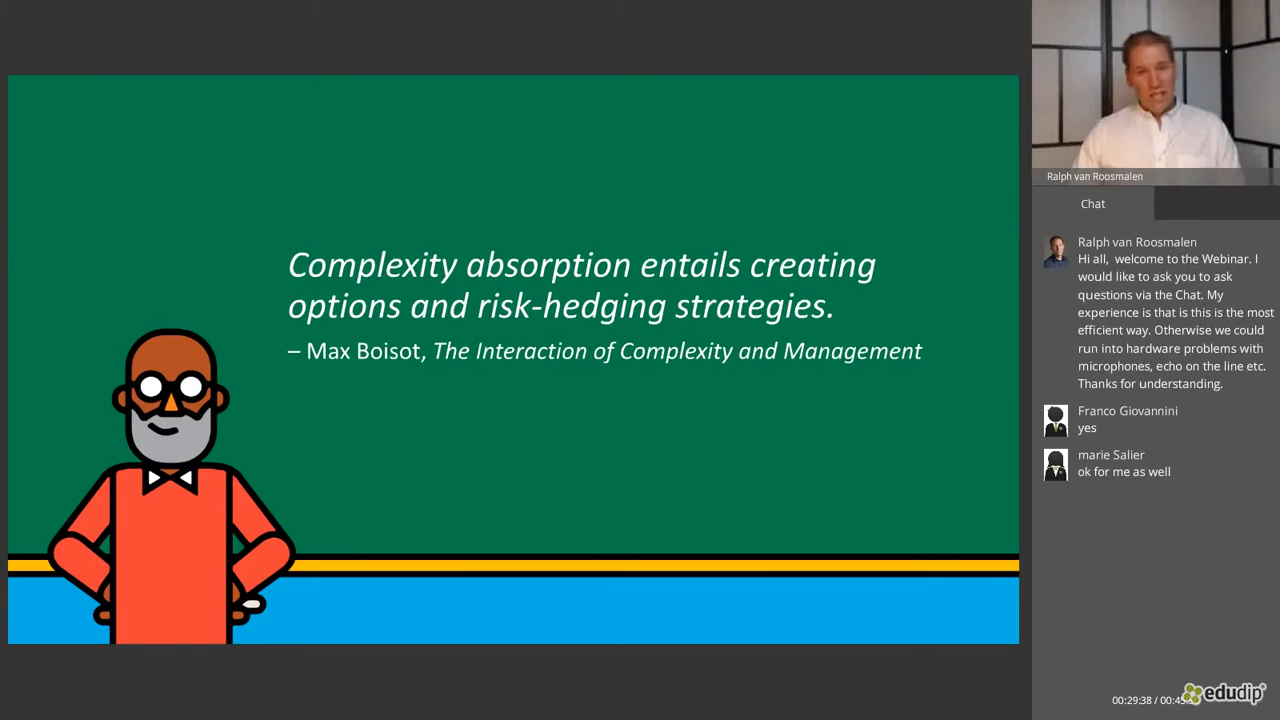 Complexity absorption entails creating
options and risk-hedging strategies.
– Max Boisot, The Interaction of Complexity and Management
Ralph van Roosmalen
Chat
Ralph van Roosmalen
Hi all, welcome to the Webinar. I
would like to ask you to ask
questions via the Chat. My
experience is that is this is the most
efficient way. Otherwise we could
run into hardware problems with
microphones, echo on the line etc.
Thanks for understanding.
Franco Giovannini
yes
marie Salier
ok for me as well
00:29:38 /
edudip